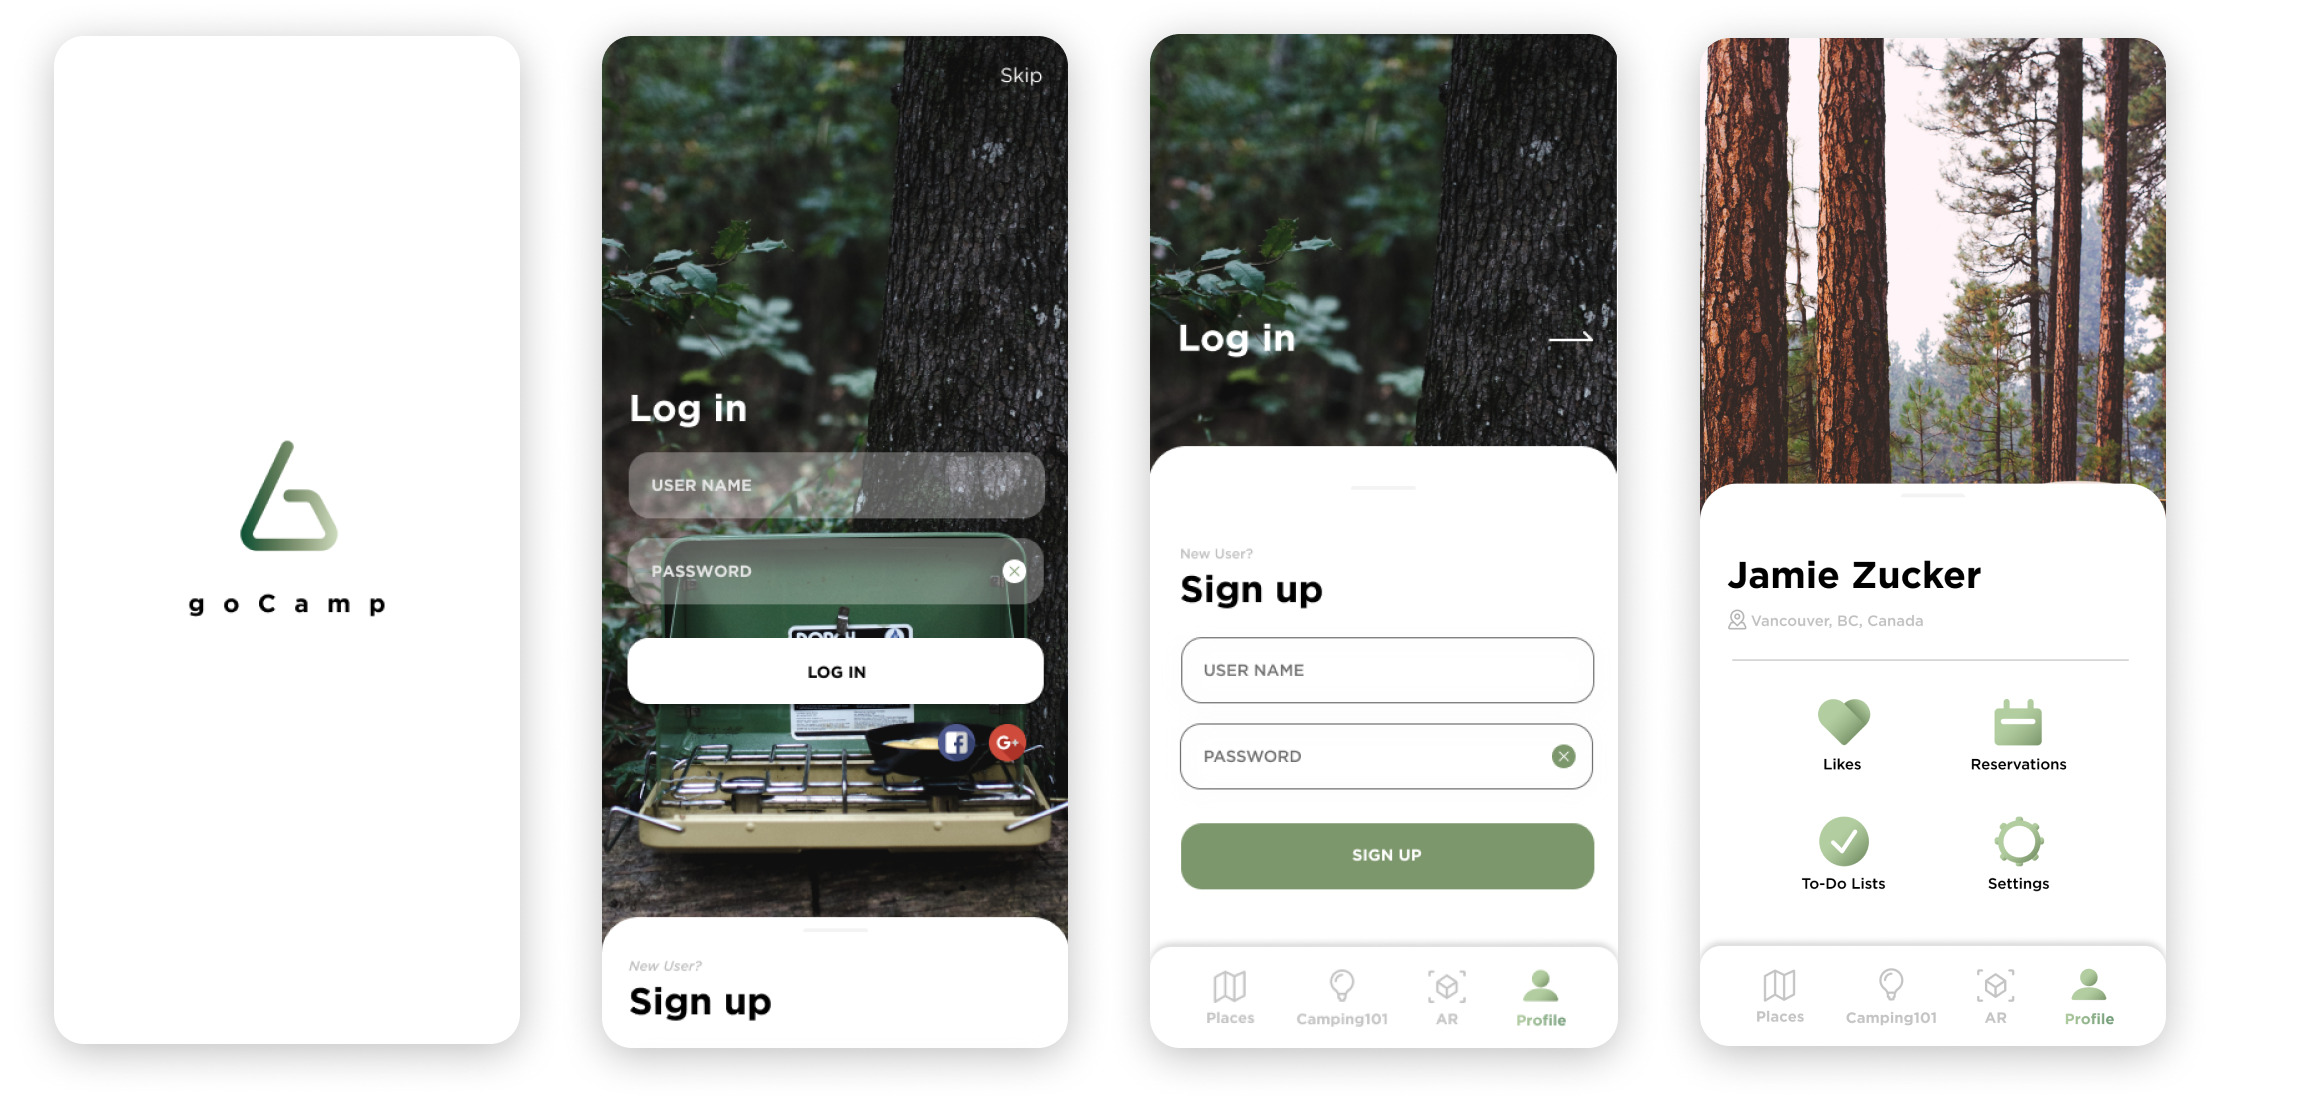 goCamp
Skip
Log in
USER NAME
PASSWORD
LOG IN
G+
New User?
Sign up
Log in
New User?
Sign up
USER NAME
PASSWORD
SIGN UP
Places
Camping101
AR
Profile
Jamie Zucker
Vancouver, BC, Canada
Likes
Reservations
To-Do Lists
Settings
Places
Camping101
AR
Profile